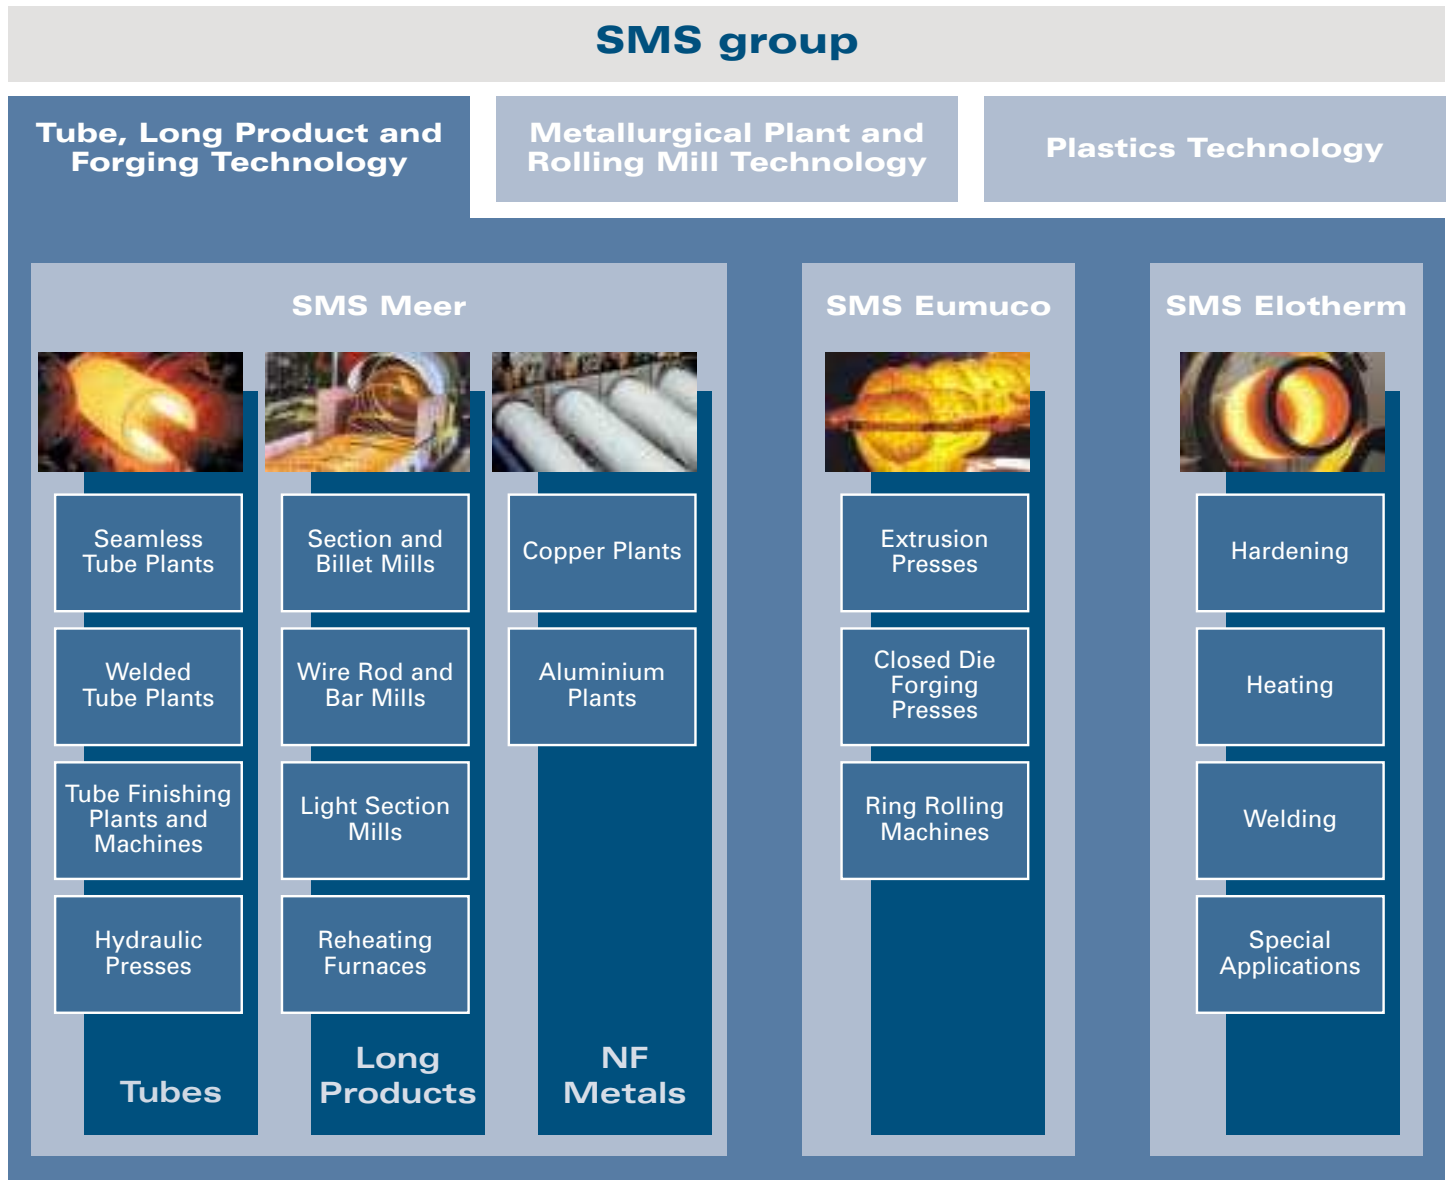 SMS group
Tube, Long Product and
Forging Technology
Metallurgical Plant and
Rolling Mill Technology
Plastics Technology
SMS Meer
Seamless
Tube Plants
Welded
Tube Plants
Tube Finishing
Plants and
Machines
Hydraulic
Presses
Tubes
Section and
Billet Mills
Wire Rod and
Bar Mills
Light Section
Mills
Reheating
Furnaces
Long
Products
Copper Plants
Aluminium
Plants
NF
Metals
SMS Eumuco
Extrusion
Presses
Closed Die
Forging
Presses
Ring Rolling
Machines
SMS Elotherm
Hardening
Heating
Welding
Special
Applications